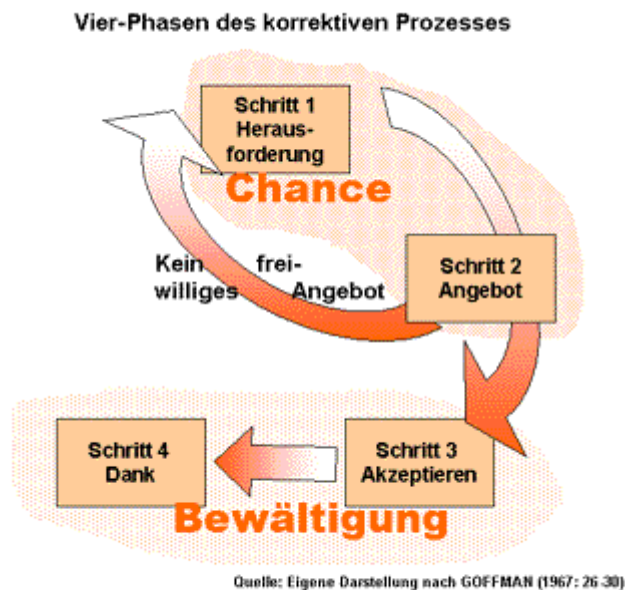 Vier-Phasen des korrektiven Prozesses
Schritt 1
Heraus-
forderung
Chance
Kein frei-
williges Angebot
Schritt 2
Angebot
Schritt 4
Dank
Schritt 3
Akzeptieren
Bewältigung
Quelle: Eigene Darstellung nach GOFFMAN (1967: 26-30)